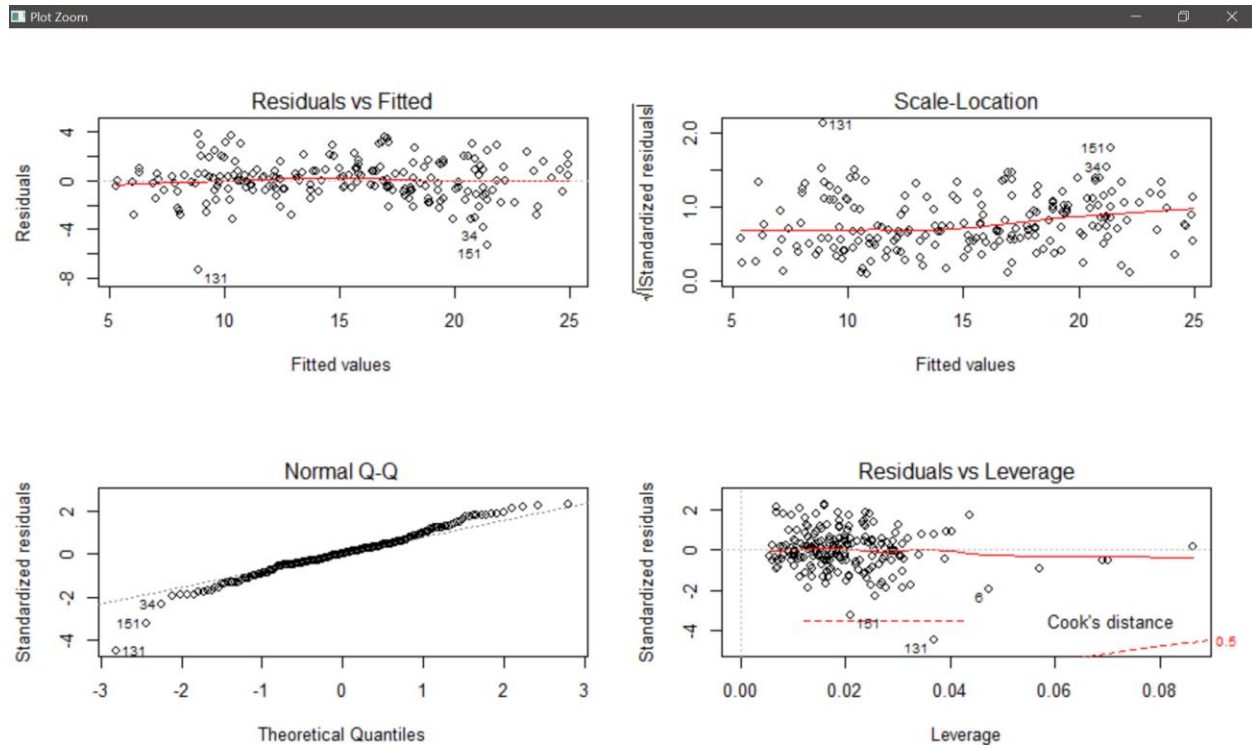 Plot Zoom
Residuals vs Fitted
Residuals
4
0
-4
-8
34
151
131
5 10 15 20 25
Fitted values
Scale-Location
√|Standardized residuals|
2.0
1.0
0.0
131
151
34
5 10 15 20 25
Fitted values
Normal Q-Q
Standardized residuals
2
0
-2
-4
34
151
131
-3 -2 -1 0 1 2 3
Theoretical Quantiles
Residuals vs Leverage
Standardized residuals
2
0
-2
-4
6
151
131
Cook's distance
0.5
0.00 0.02 0.04 0.06 0.08
Leverage